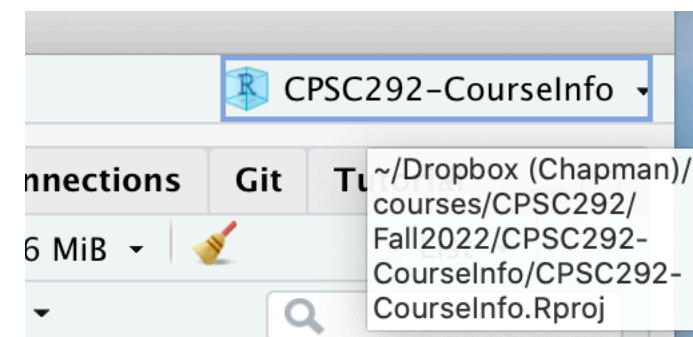 R CPSC292-CourseInfo
nnections Git Tu
~/Dropbox (Chapman)/
courses/CPSC292/
Fall2022/CPSC292-
CourseInfo/CPSC292-
CourseInfo.Rproj
6 MiB